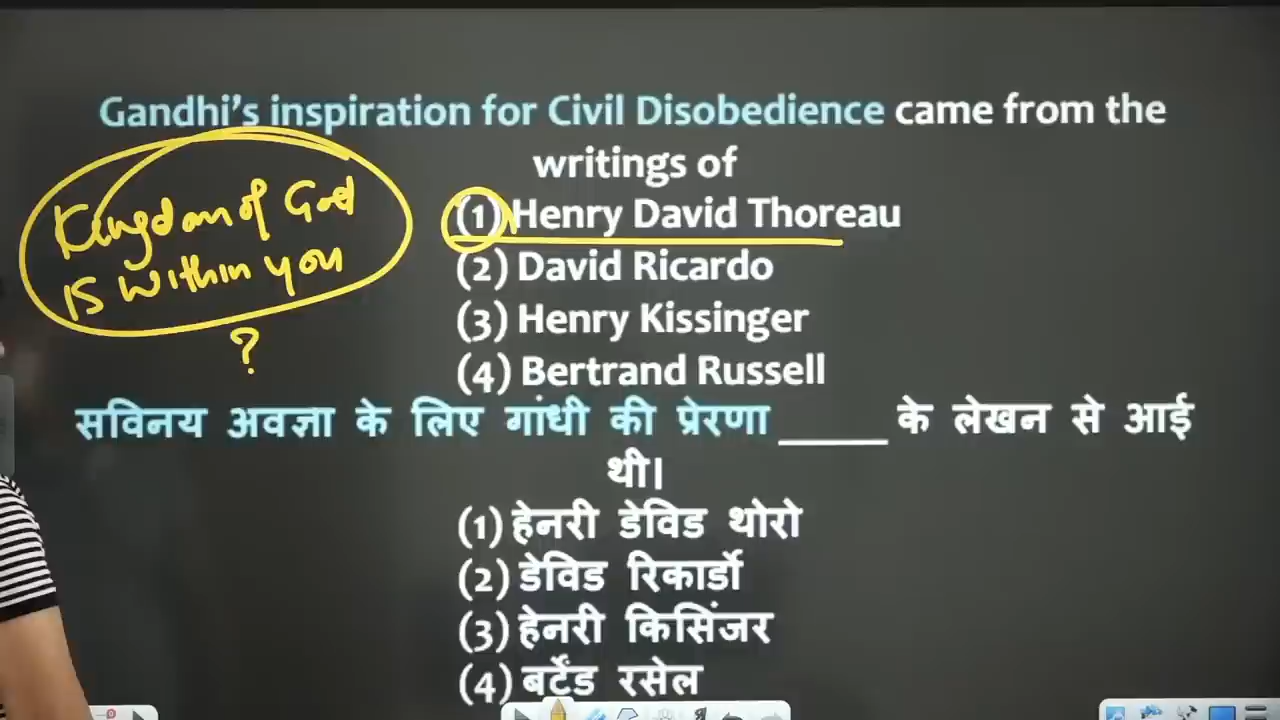 Gandhi's inspiration for Civil Disobedience came from the
writings of
Kingdom of God
is within you
?
(1) Henry David Thoreau
(2) David Ricardo
(3) Henry Kissinger
(4) Bertrand Russell
सविनय अवज्ञा के लिए गांधी की प्रेरणा _____ के लेखन से आई
थी।
(1) हेनरी डेविड थोरो
(2) डेविड रिकार्डो
(3) हेनरी किसिंजर
(4) बर्टेंड रसेल